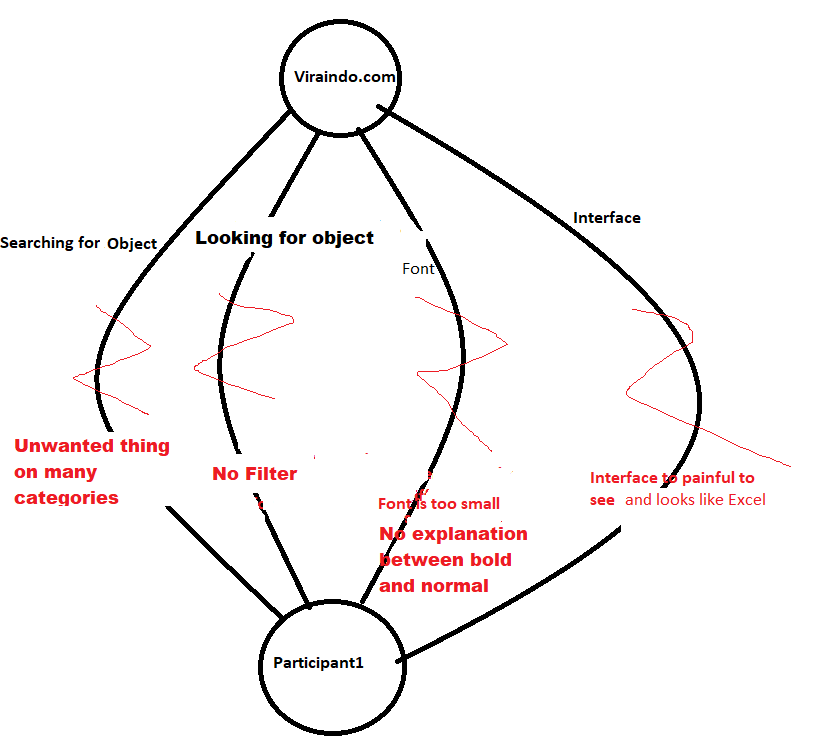 Viraindo.com
Interface
Searching for Object
Looking for object
Font
Unwanted thing
on many
categories
No Filter
Font is too small
No explanation
between bold
and normal
Interface to painful to
see and looks like Excel
Participant1